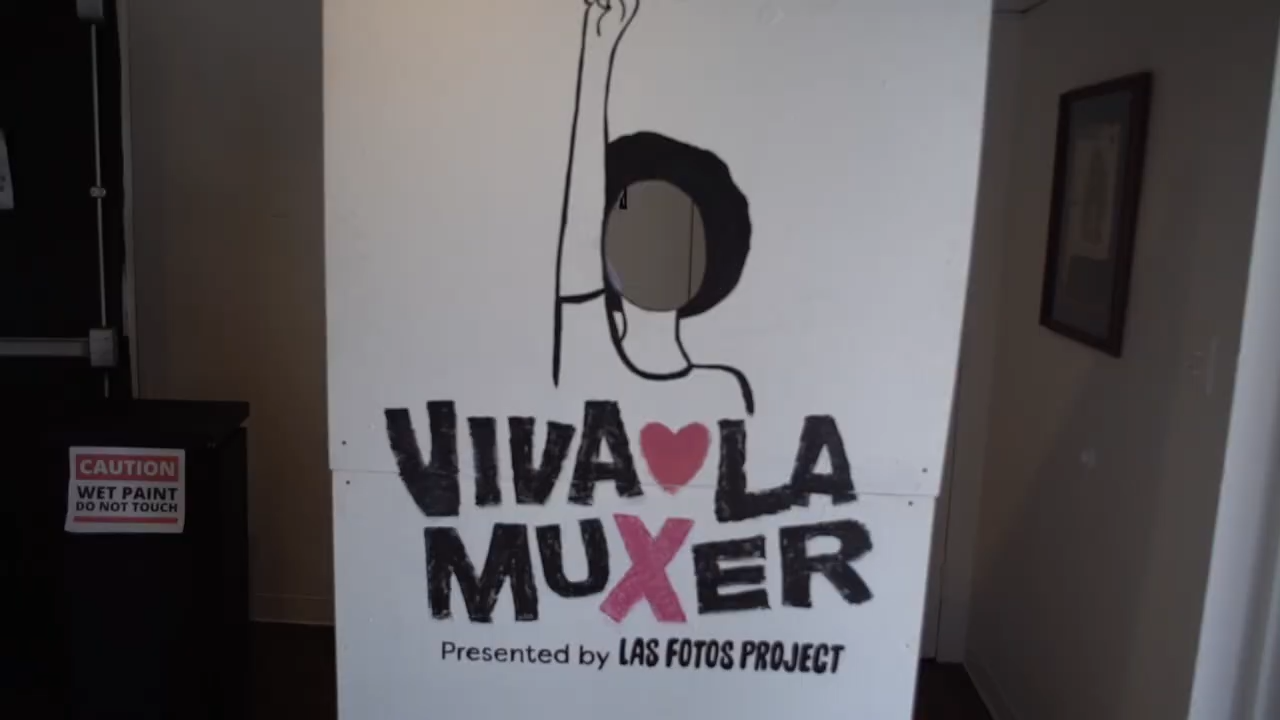 VIVA LA
MUXER
Presented by LAS FOTOS PROJECT
CAUTION
WET PAINT
DO NOT TOUCH